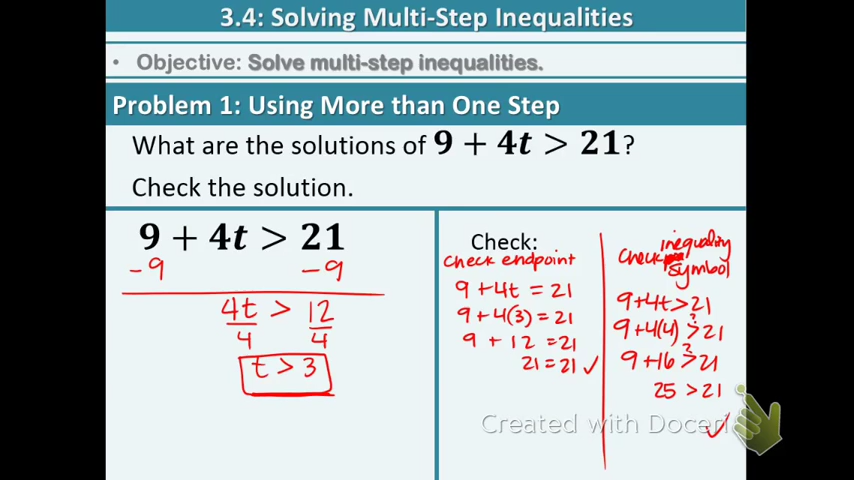 3.4: Solving Multi-Step Inequalities
• Objective: Solve multi-step inequalities.
Problem 1: Using More than One Step
What are the solutions of 9 + 4t > 21?
Check the solution.
9 + 4t > 21
-9 -9
4t > 12
4 4
t > 3
Check:
Check endpoint
9 + 4t = 21
9 + 4(3) = 21
9 + 12 = 21
21 = 21 ✓
Check inequality
symbol
9 + 4t > 21
9 + 4(4) >? 21
9 + 16 >? 21
25 > 21
✓
Created with Doceri